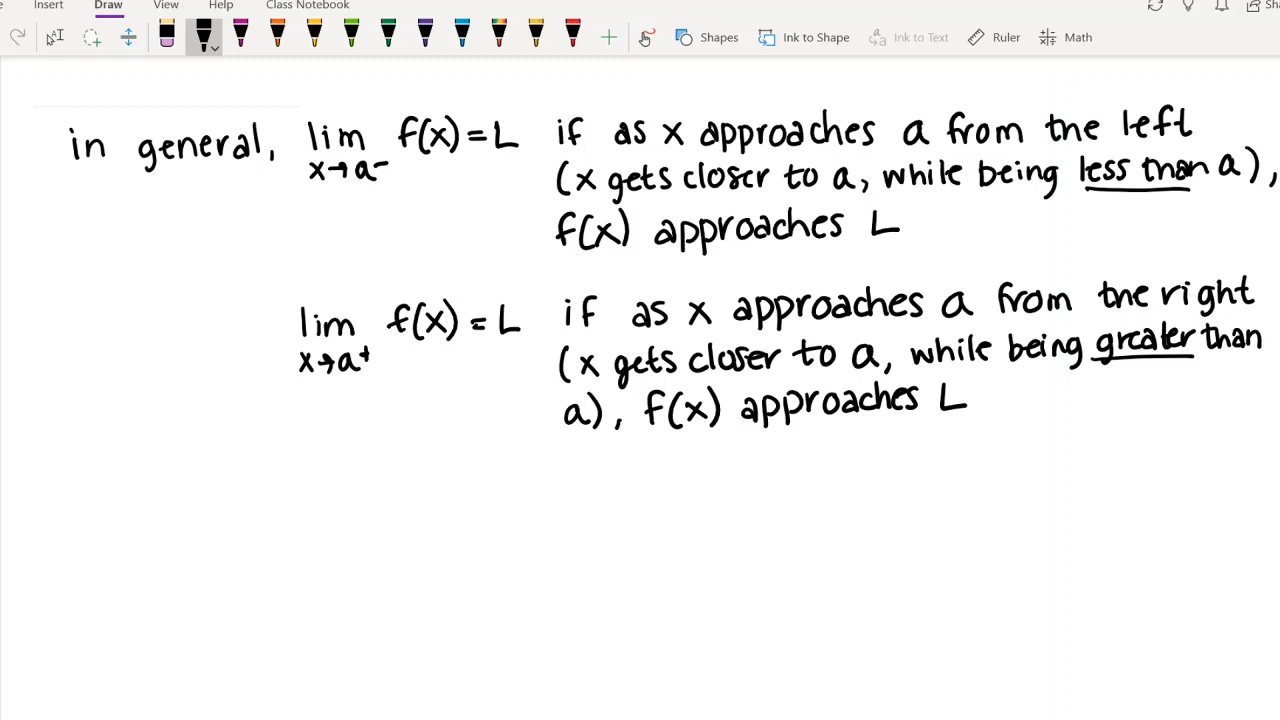 Insert Draw View Help Class Notebook
Shapes Ink to Shape Ink to Text Ruler Math
in general, lim f(x) = L if as x approaches a from the left
x→a⁻ (x gets closer to a, while being less than a),
f(x) approaches L
lim f(x) = L if as x approaches a from the right
x→a⁺ (x gets closer to a, while being greater than
a), f(x) approaches L